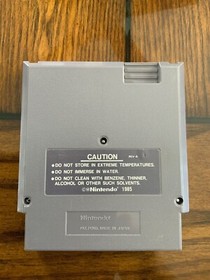 CAUTION
●DO NOT STORE IN EXTREME TEMPERATURES.
●DO NOT IMMERSE IN WATER.
●DO NOT CLEAN WITH BENZENE, THINNER,
ALCOHOL OR OTHER SUCH SOLVENTS.
©®Nintendo® 1985
Nintendo